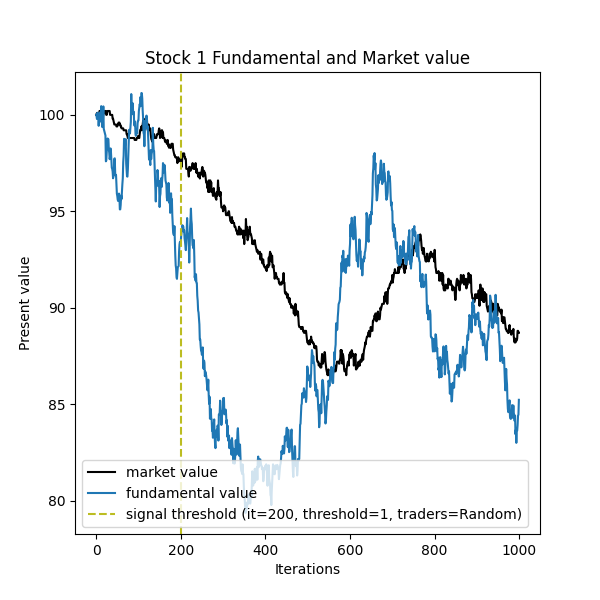 Stock 1 Fundamental and Market value
Present value
100
95
90
85
80
market value
fundamental value
signal threshold (it=200, threshold=1, traders=Random)
0 200 400 600 800 1000
Iterations